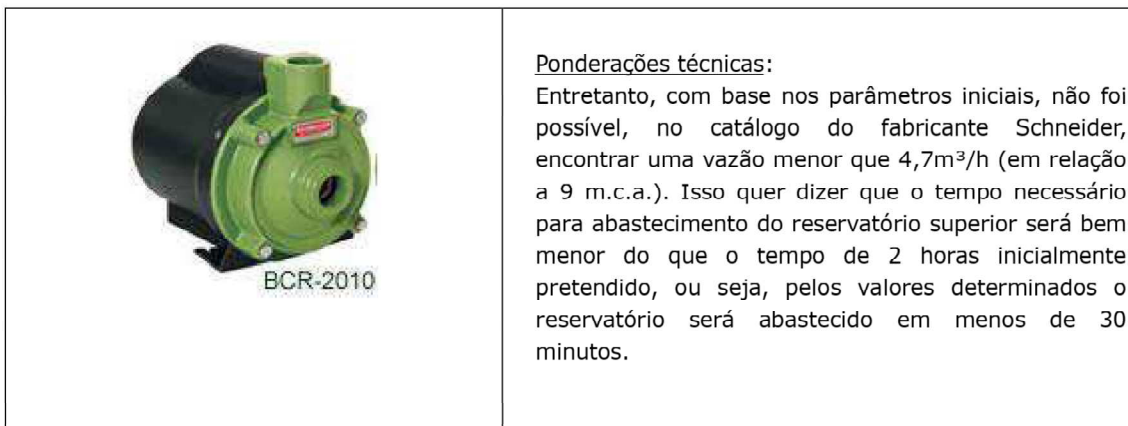 Ponderações técnicas:
Entretanto, com base nos parâmetros iniciais, não foi
possível, no catálogo do fabricante Schneider,
encontrar uma vazão menor que 4,7m³/h (em relação
a 9 m.c.a.). Isso quer dizer que o tempo necessário
para abastecimento do reservatório superior será bem
menor do que o tempo de 2 horas inicialmente
pretendido, ou seja, pelos valores determinados o
reservatório será abastecido em menos de 30
minutos.
BCR-2010